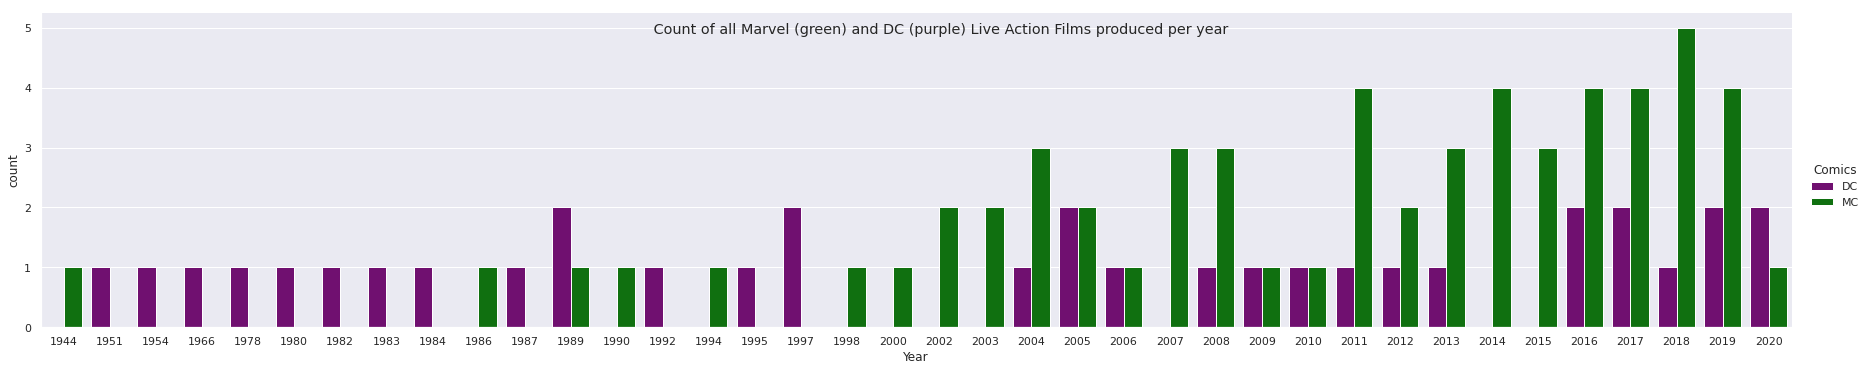 Count of all Marvel (green) and DC (purple) Live Action Films produced per year
5
4
3
2
1
0
count
1944 1951 1954 1966 1978 1980 1982 1983 1984 1986 1987 1989 1990 1992 1994 1995 1997 1998 2000 2002 2003 2004 2005 2006 2007 2008 2009 2010 2011 2012 2013 2014 2015 2016 2017 2018 2019 2020
Year
Comics
DC
MC